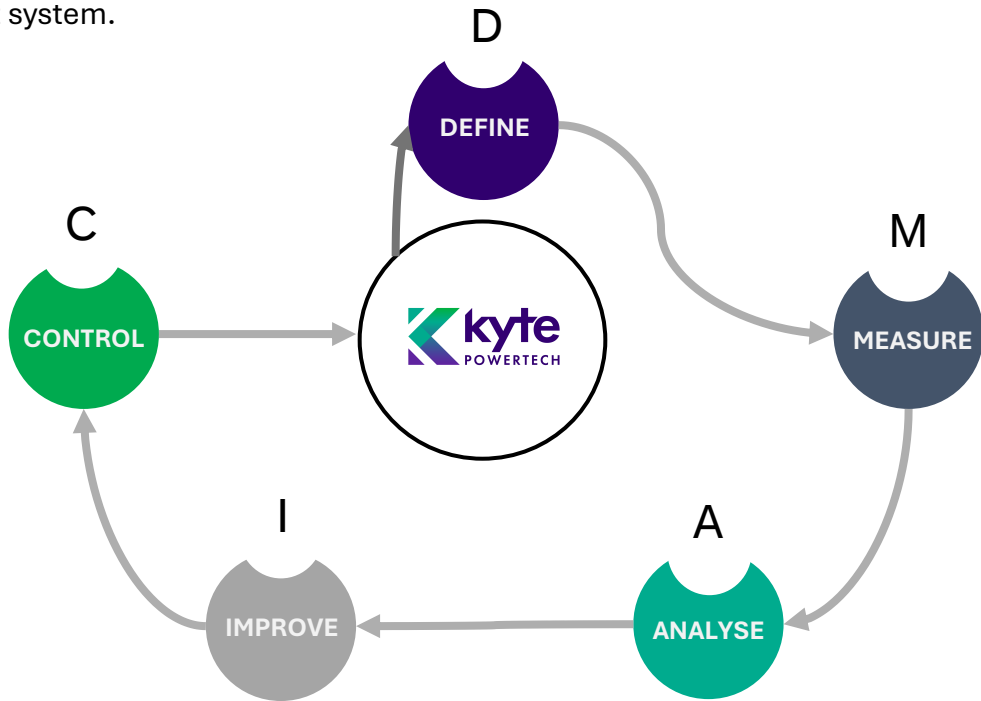 system.
D
DEFINE
C
CONTROL
M
MEASURE
kyte
POWERTECH
I
IMPROVE
A
ANALYSE